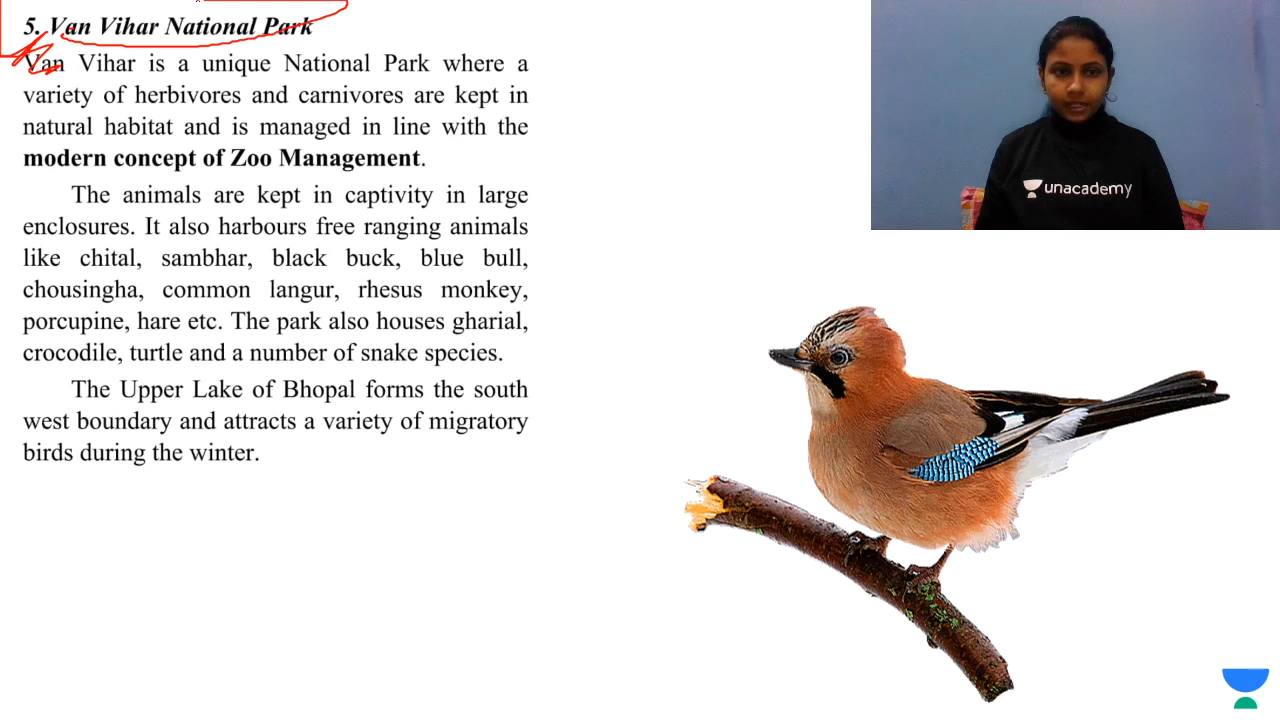 5. Van Vihar National Park
Van Vihar is a unique National Park where a
variety of herbivores and carnivores are kept in
natural habitat and is managed in line with the
modern concept of Zoo Management.
The animals are kept in captivity in large
enclosures. It also harbours free ranging animals
like chital, sambhar, black buck, blue bull,
chousingha, common langur, rhesus monkey,
porcupine, hare etc. The park also houses gharial,
crocodile, turtle and a number of snake species.
The Upper Lake of Bhopal forms the south
west boundary and attracts a variety of migratory
birds during the winter.
unacademy